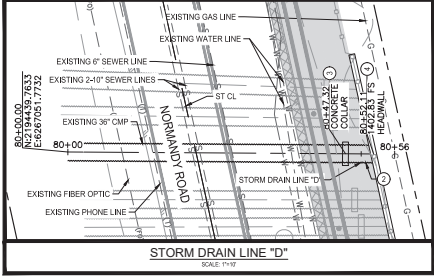 EXISTING GAS LINE
EXISTING WATER LINE
EXISTING 6" SEWER LINE
EXISTING 2-10" SEWER LINES
ST CL
EXISTING 36" CMP
80+00.00
N:2194439.7633
E:6267051.7732
80+00
NORMANDY ROAD
3
80+47.32
CONCRETE
COLLAR
4
80+52.11
1402.83 FS
HEADWALL
80+56
EXISTING FIBER OPTIC
EXISTING PHONE LINE
STORM DRAIN LINE "D"
2
STORM DRAIN LINE "D"
SCALE: 1"=10'